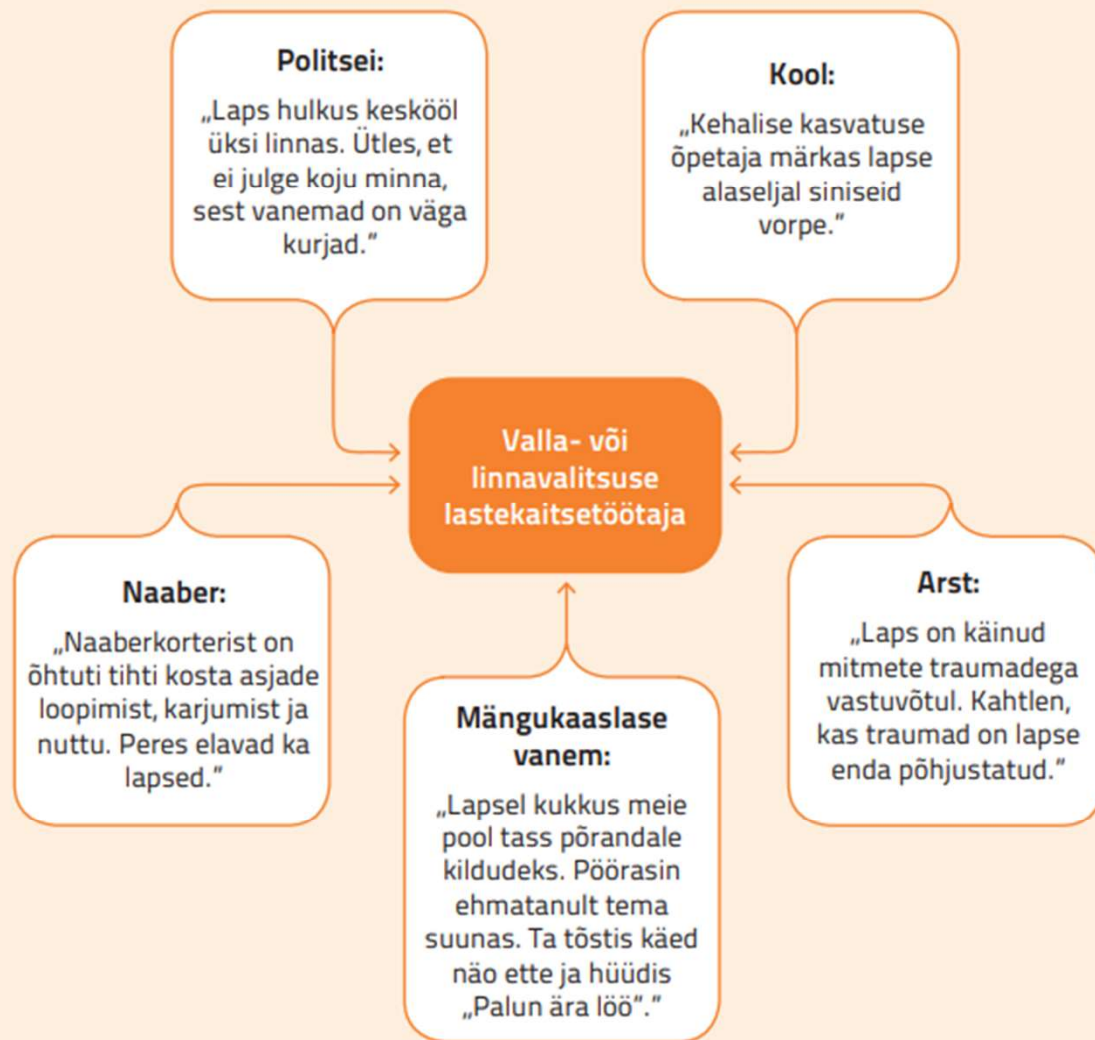 Politsei:
„Laps hulkus keskööl
üksi linnas. Ütles, et
ei julge koju minna,
sest vanemad on väga
kurjad.”
Kool:
„Kehalise kasvatuse
õpetaja märkas lapse
alaseljal siniseid
vorpe.”
Valla- või
linnavalitsuse
lastekaitsetöötaja
Naaber:
„Naaberkorterist on
õhtuti tihti kosta asjade
loopimist, karjumist ja
nuttu. Peres elavad ka
lapsed.”
Mängukaaslase
vanem:
„Lapsel kukkus meie
pool tass põrandale
kildudeks. Pöörasin
ehmatanult tema
suunas. Ta tõstis käed
näo ette ja hüüdis
„Palun ära löö”.”
Arst:
„Laps on käinud
mitmete traumadega
vastuvõtul. Kahtlen,
kas traumad on lapse
enda põhjustatud.”